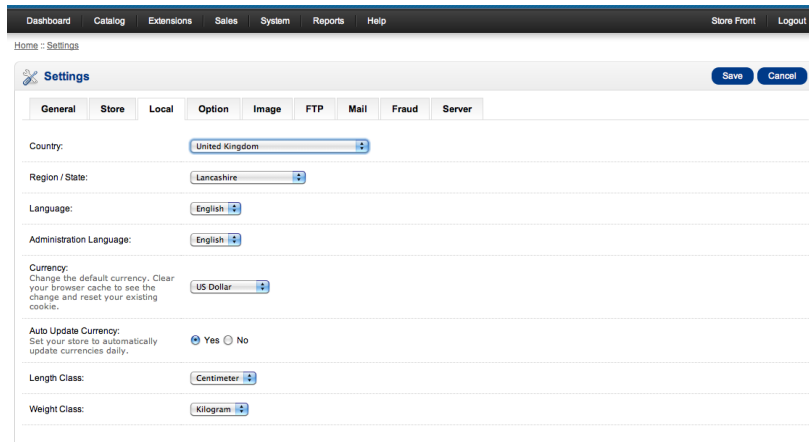 Dashboard Catalog Extensions Sales System Reports Help Store Front Logout
Home :: Settings
Settings Save Cancel
General Store Local Option Image FTP Mail Fraud Server
Country: United Kingdom
Region / State: Lancashire
Language: English
Administration Language: English
Currency:
Change the default currency. Clear
your browser cache to see the
change and reset your existing
cookie.
US Dollar
Auto Update Currency:
Set your store to automatically
update currencies daily.
Yes No
Length Class: Centimeter
Weight Class: Kilogram